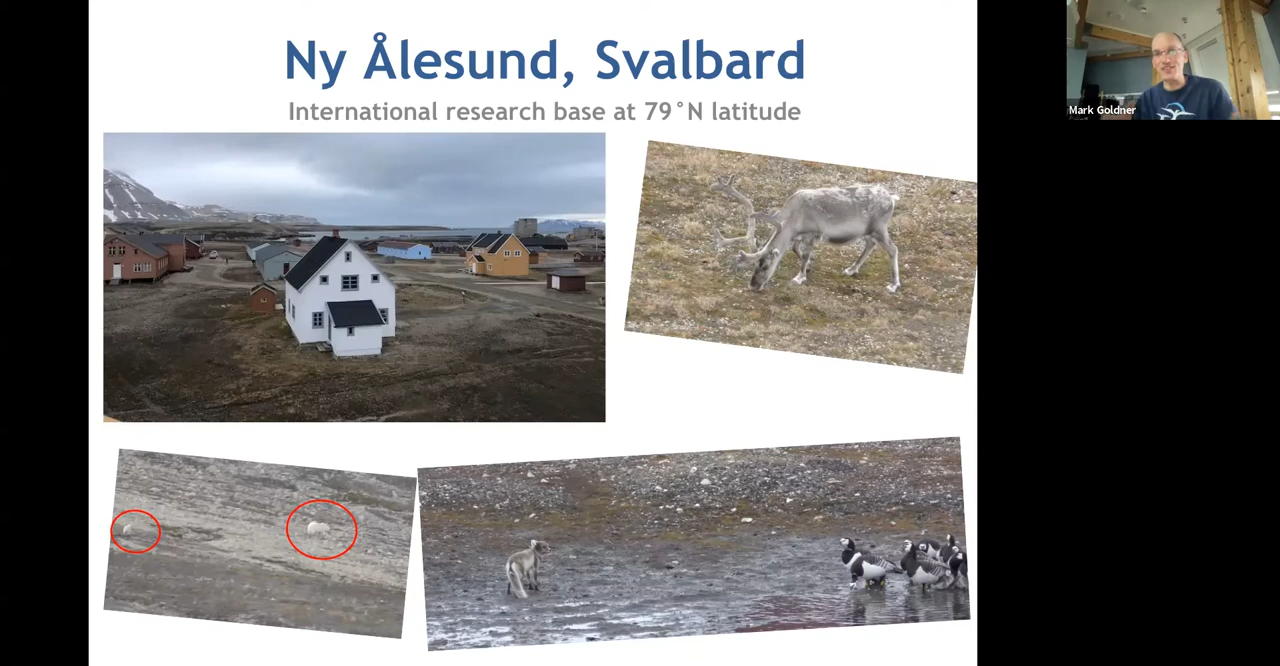 Ny Ålesund, Svalbard
International research base at 79°N latitude
Mark Goldner